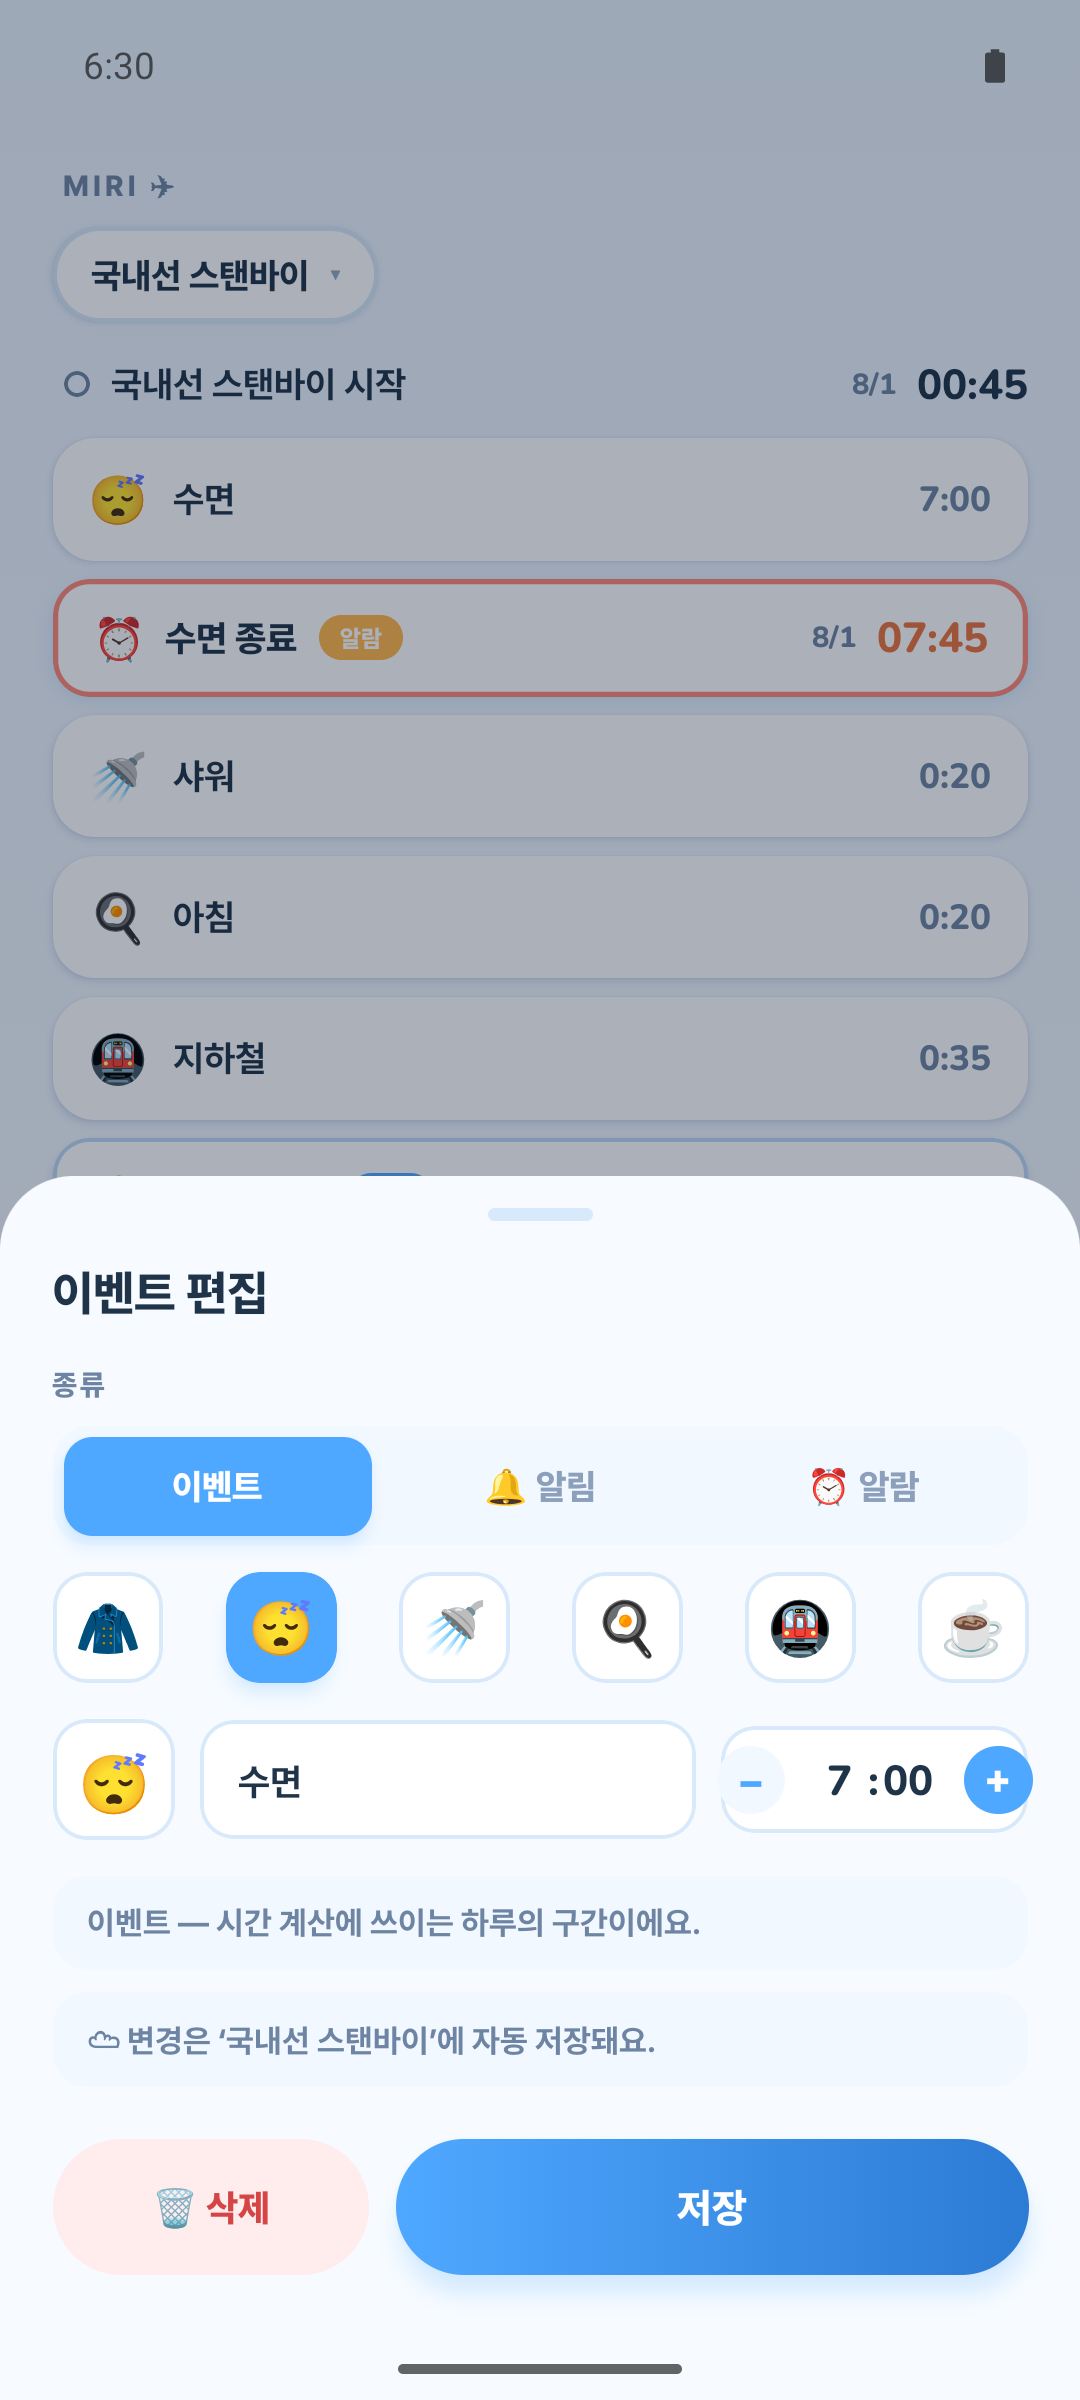 6:30
MIRI ✈
국내선 스탠바이 ▾
국내선 스탠바이 시작 8/1 00:45
수면 7:00
수면 종료 알람 8/1 07:45
샤워 0:20
아침 0:20
지하철 0:35
이벤트 편집
종류
이벤트 🔔 알림 ⏰ 알람
수면 – 7 :00 +
이벤트 — 시간 계산에 쓰이는 하루의 구간이에요.
변경은 ‘국내선 스탠바이’에 자동 저장돼요.
🗑️ 삭제 저장